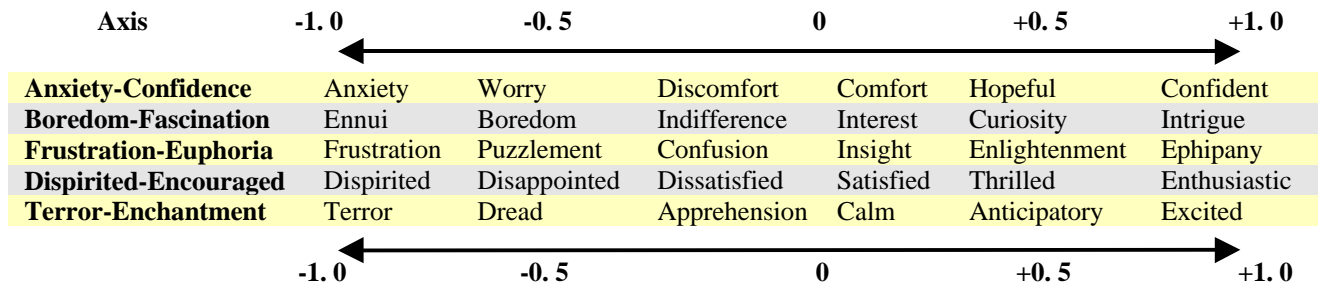 Axis -1. 0 -0. 5 0 +0. 5 +1. 0
Anxiety-Confidence Anxiety Worry Discomfort Comfort Hopeful Confident
Boredom-Fascination Ennui Boredom Indifference Interest Curiosity Intrigue
Frustration-Euphoria Frustration Puzzlement Confusion Insight Enlightenment Ephipany
Dispirited-Encouraged Dispirited Disappointed Dissatisfied Satisfied Thrilled Enthusiastic
Terror-Enchantment Terror Dread Apprehension Calm Anticipatory Excited
-1. 0 -0. 5 0 +0. 5 +1. 0